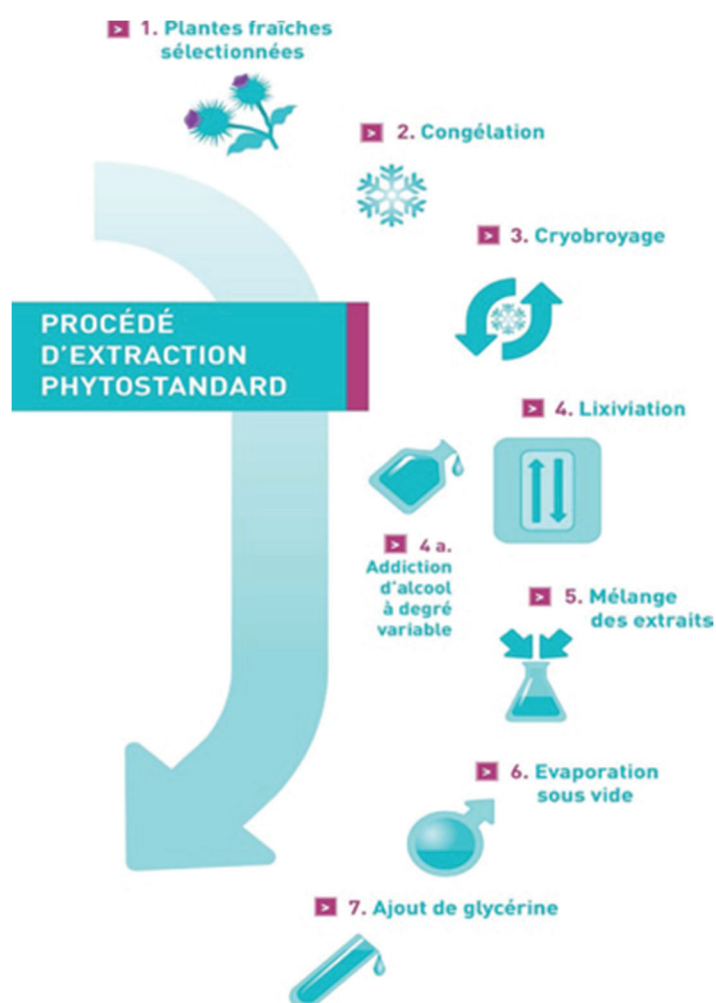 1. Plantes fraîches
sélectionnées
2. Congélation
3. Cryobroyage
PROCÉDÉ
D'EXTRACTION
PHYTOSTANDARD
4. Lixiviation
4 a.
Addiction
d'alcool
à degré
variable
5. Mélange
des extraits
6. Evaporation
sous vide
7. Ajout de glycérine